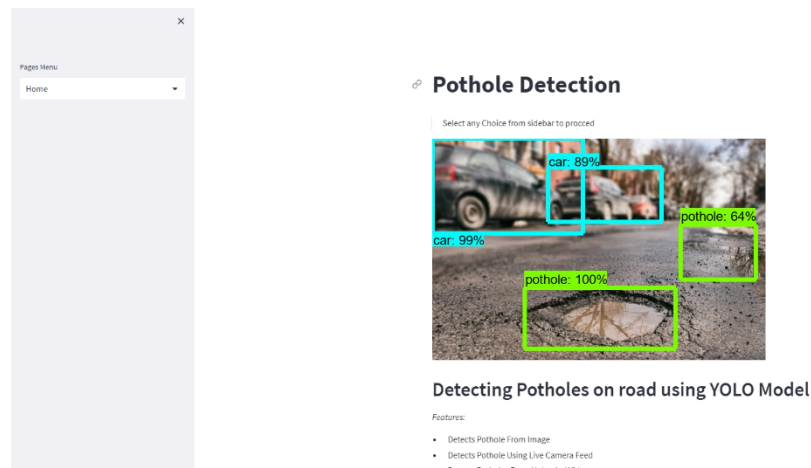 Pages Menu
Home
Pothole Detection
Select any Choice from sidebar to procced
car: 89%
pothole: 64%
car: 99%
pothole: 100%
Detecting Potholes on road using YOLO Model
Features:
Detects Pothole From Image
Detects Pothole Using Live Camera Feed